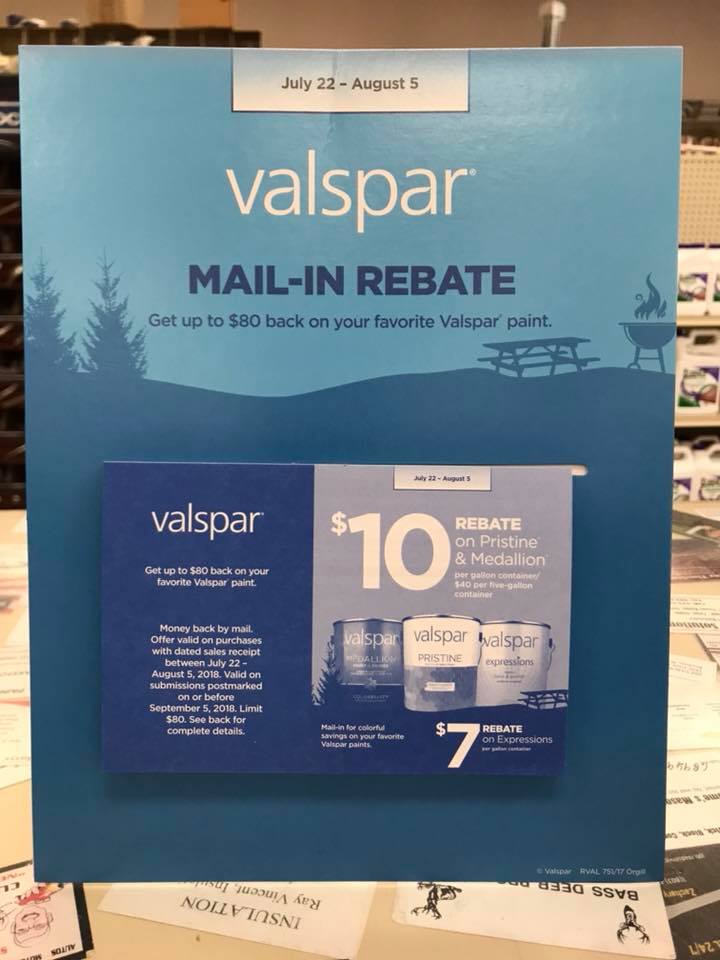 July 22 – August 5
valspar®
MAIL-IN REBATE
Get up to $80 back on your favorite Valspar® paint.
valspar
Get up to $80 back on your
favorite Valspar® paint.
Money back by mail.
Offer valid on purchases
with dated sales receipt
between July 22 –
August 5, 2018. Valid on
submissions postmarked
on or before
September 5, 2018. Limit
$80. See back for
complete details.
July 22 – August 5
$10
REBATE
on Pristine
& Medallion
per gallon container/
$40 per five-gallon
container
valspar
MEDALLION
valspar
PRISTINE
valspar
expressions
Mail-in for colorful
savings on your favorite
Valspar paints.
$7
REBATE
on Expressions
per gallon container
© Valspar RVAL 751/17 Orgill
INSULATION
Ray Vincent,
BASS DEER
Zachary
AUTOS